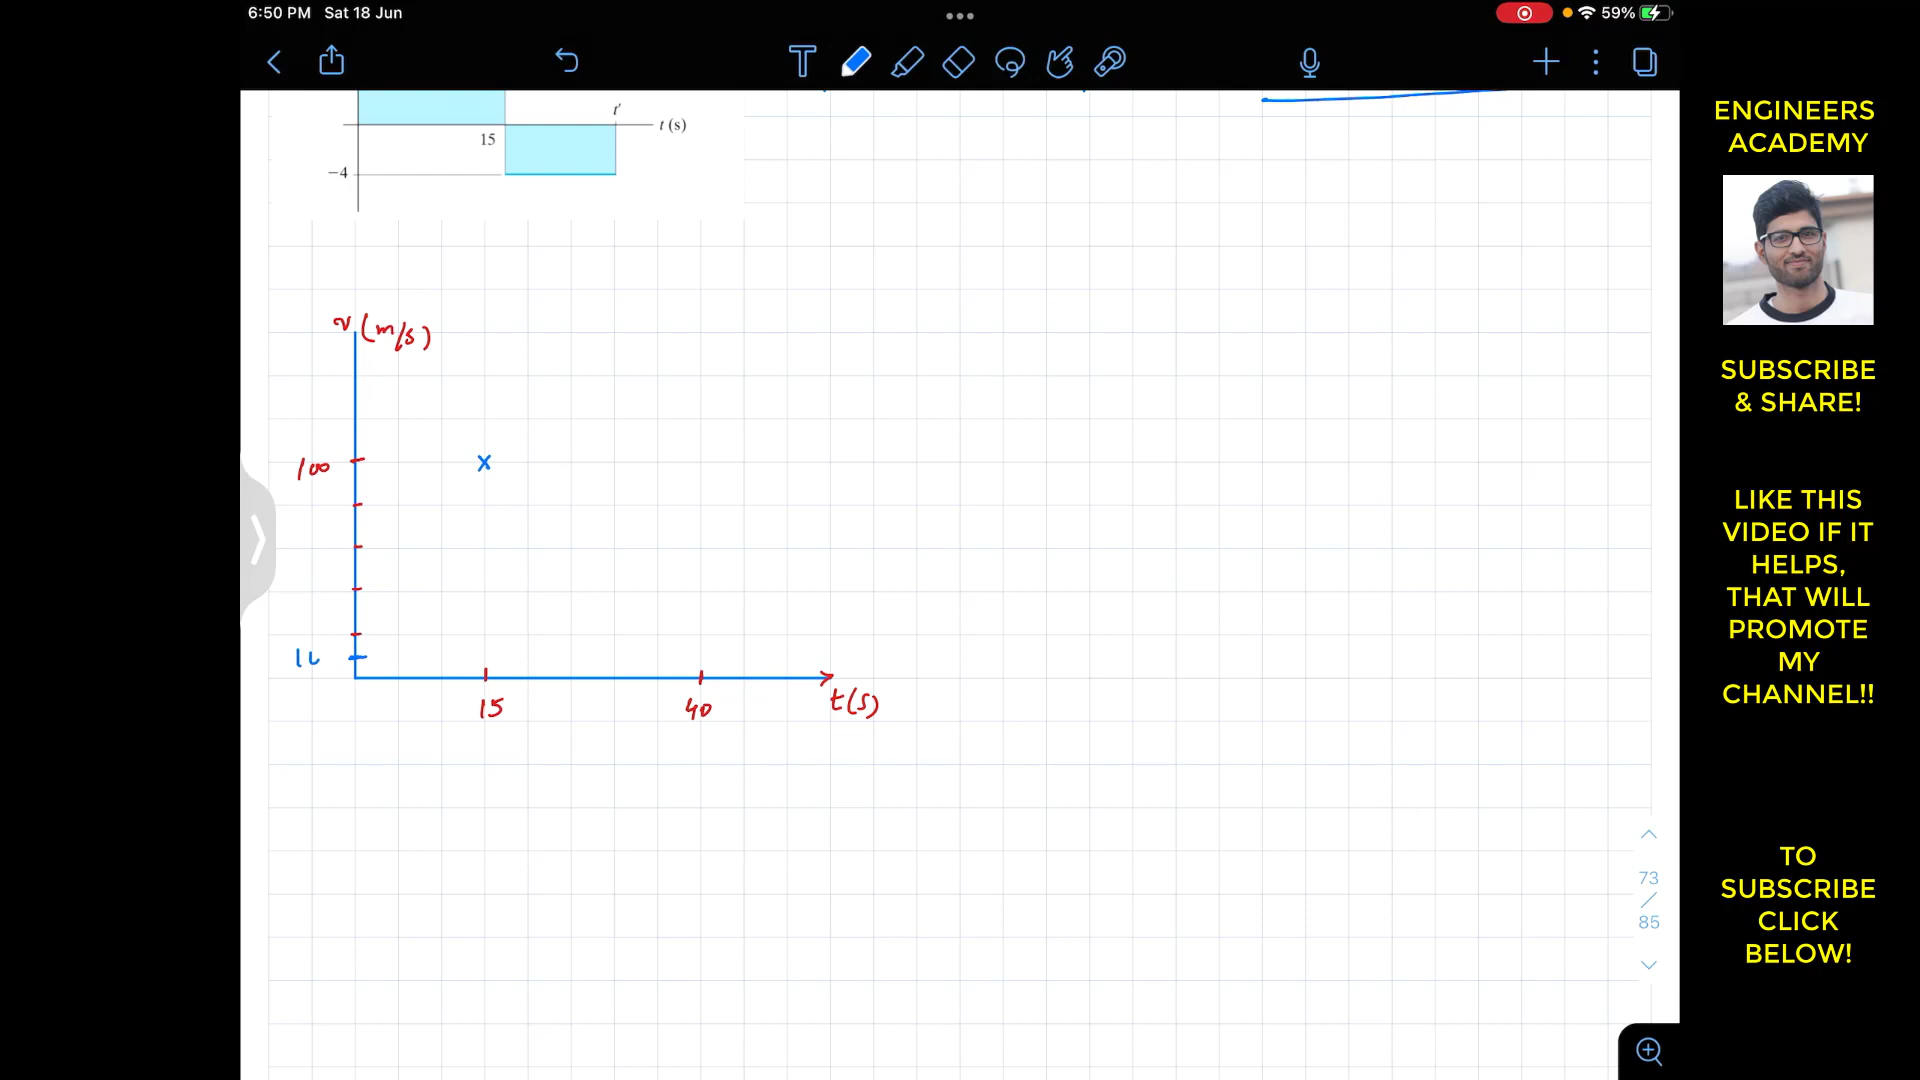 6:50 PM Sat 18 Jun
59%
t'
t (s)
15
−4
v (m/s)
100
15
40
t(s)
73
/
85
ENGINEERS
ACADEMY
SUBSCRIBE
& SHARE!
LIKE THIS
VIDEO IF IT
HELPS,
THAT WILL
PROMOTE
MY
CHANNEL!!
TO
SUBSCRIBE
CLICK
BELOW!